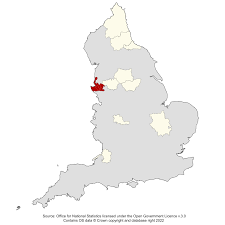 Source: Office for National Statistics licensed under the Open Government Licence v.3.0
Contains OS data © Crown copyright and database right 2022